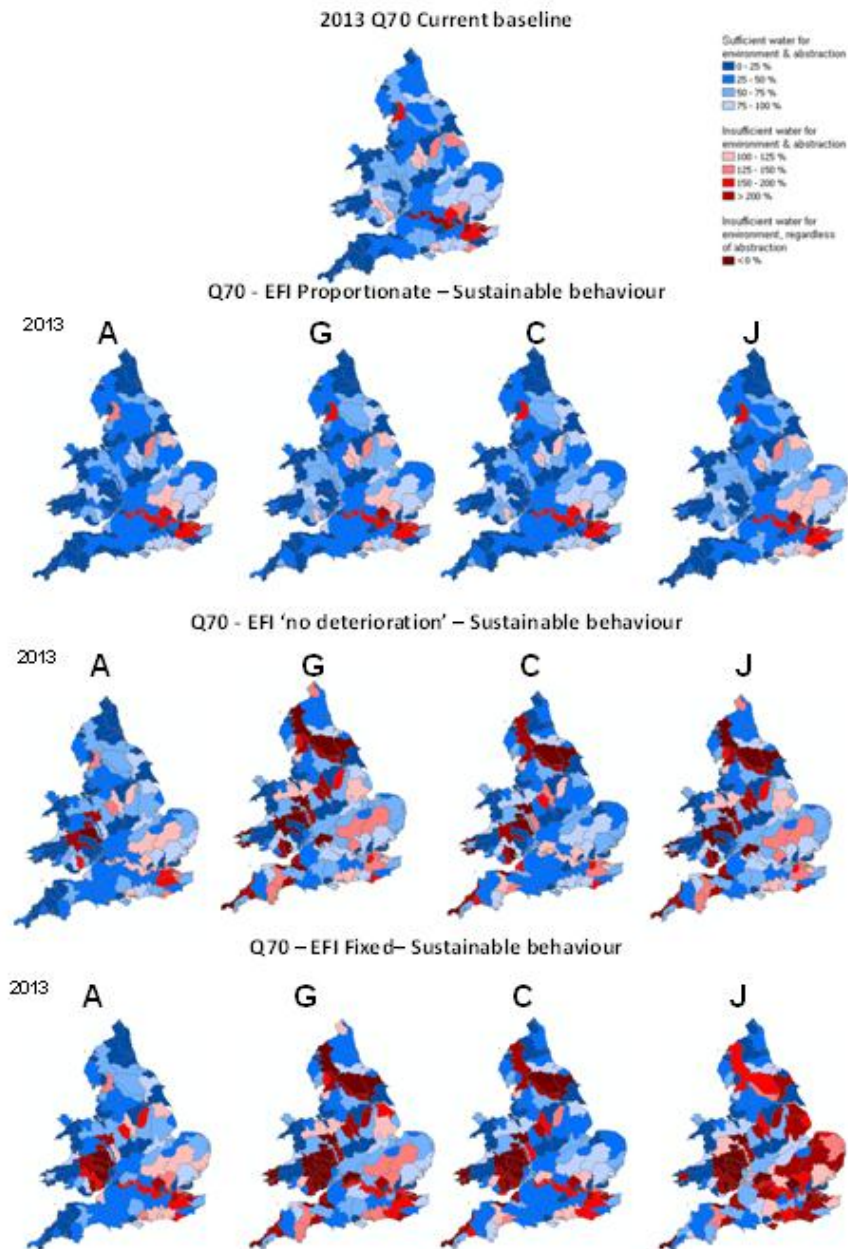 2013 Q70 Current baseline
Sufficient water for
environment & abstraction
0 - 25 %
25 - 50 %
50 - 75 %
75 - 100 %
Insufficient water for
environment & abstraction
100 - 125 %
125 - 150 %
150 - 200 %
> 200 %
Insufficient water for
environment, regardless
of abstraction
< 0 %
Q70 - EFI Proportionate – Sustainable behaviour
2013
A G C J
Q70 - EFI ‘no deterioration’ – Sustainable behaviour
2013
A G C J
Q70 – EFI Fixed– Sustainable behaviour
2013
A G C J